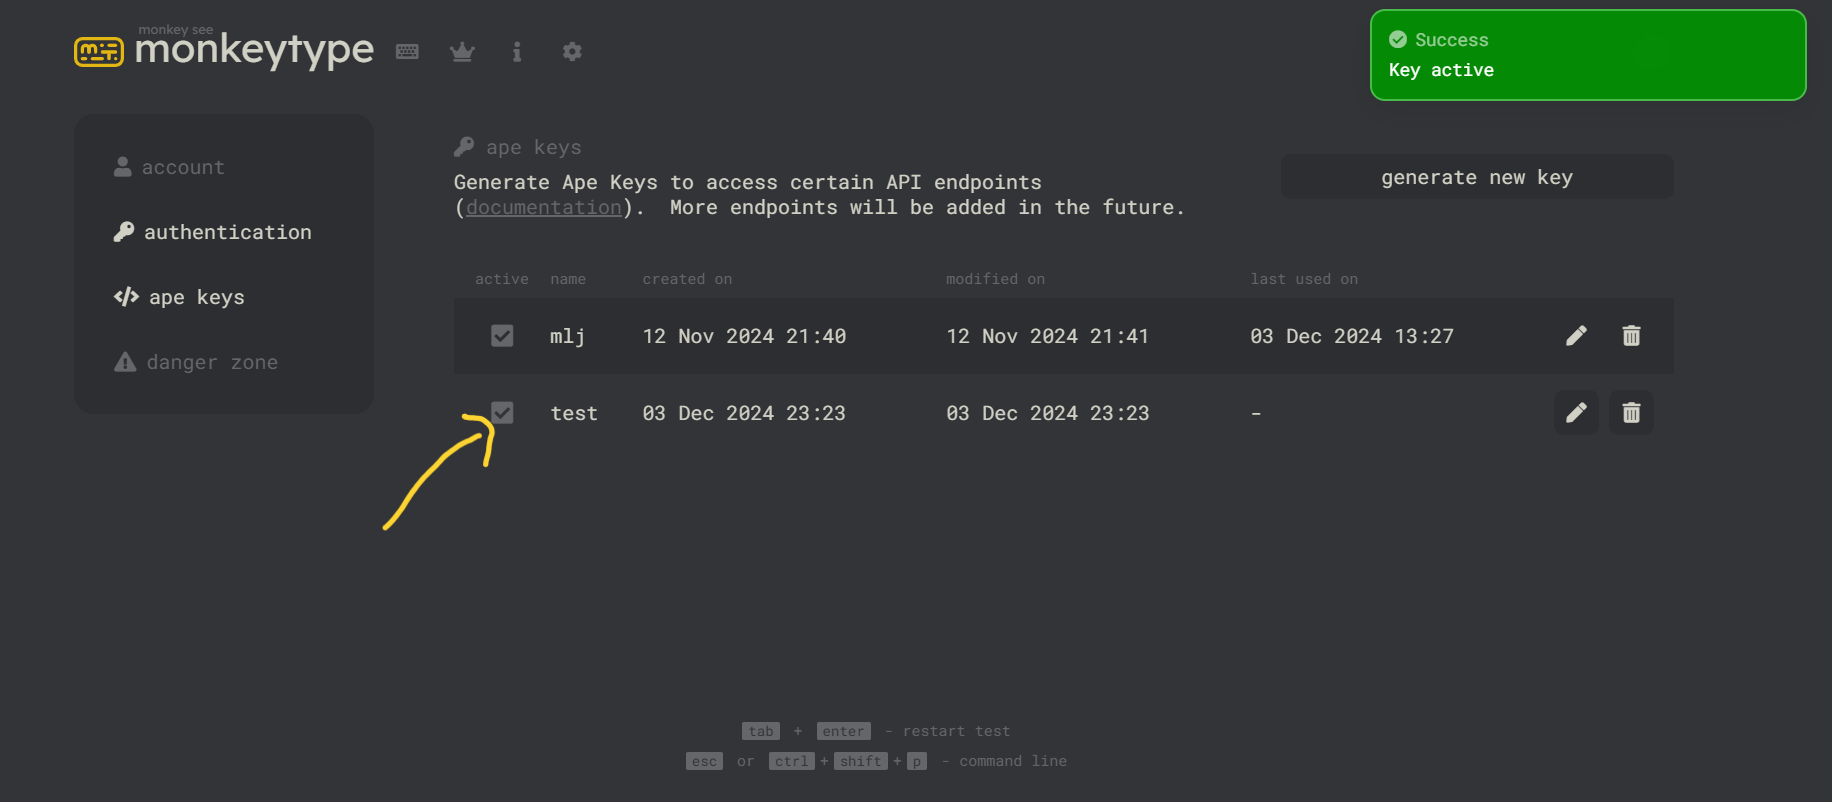 monkey see
monkeytype
Success
Key active
account
authentication
ape keys
danger zone
ape keys
Generate Ape Keys to access certain API endpoints
(documentation).  More endpoints will be added in the future.
generate new key
active name created on modified on last used on
mlj 12 Nov 2024 21:40 12 Nov 2024 21:41 03 Dec 2024 13:27
test 03 Dec 2024 23:23 03 Dec 2024 23:23 -
tab + enter - restart test
esc or ctrl + shift + p - command line